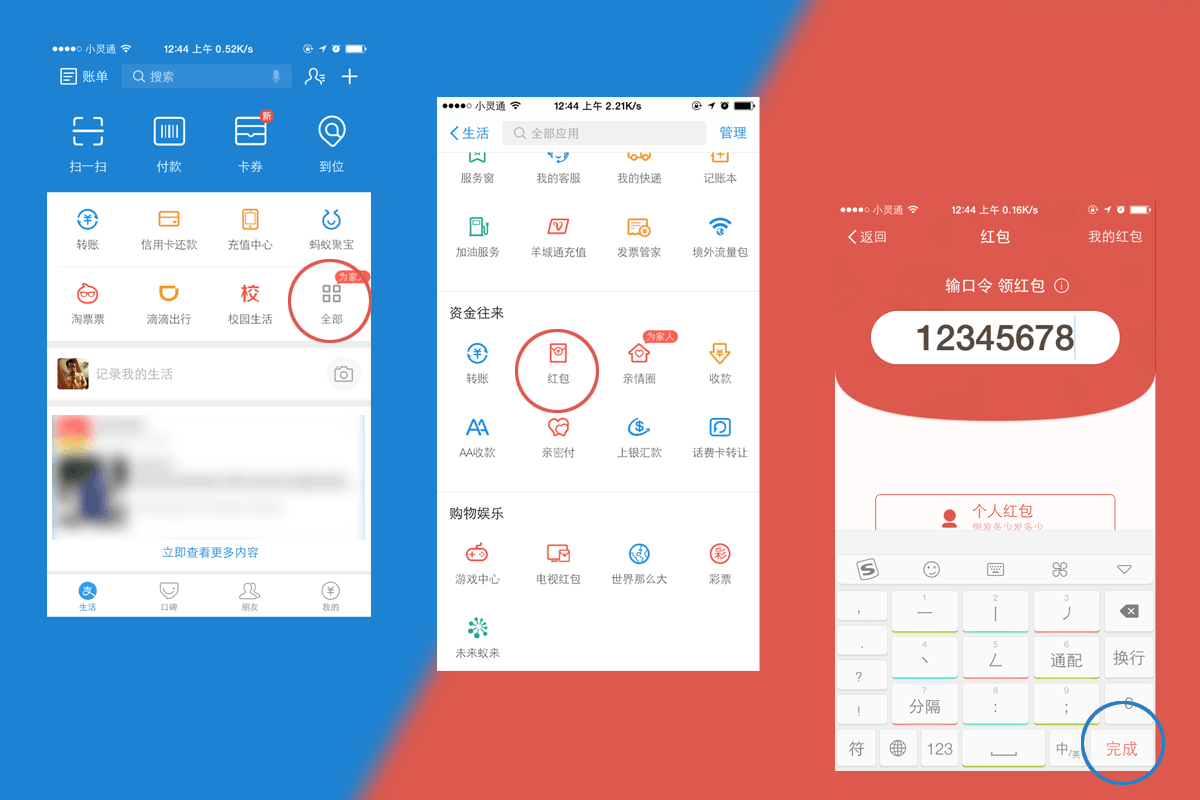 小灵通 12:44 上午 0.52K/s
账单 搜索
新
扫一扫 付款 卡券 到位
转账 信用卡还款 充值中心 蚂蚁聚宝
为家人
淘票票 滴滴出行 校园生活 全部
校
记录我的生活
立即查看更多内容
支
生活 口碑 朋友 我的
小灵通 12:44 上午 2.21K/s
生活 全部应用 管理
服务窗 我的客服 我的快递 记账本
加油服务 羊城通充值 发票管家 境外流量包
资金往来
为家人
转账 红包 亲情圈 收款
AA
AA收款 亲密付 上银汇款 话费卡转让
购物娱乐
彩
游戏中心 电视红包 世界那么大 彩票
未来蚁来
小灵通 12:44 上午 0.16K/s
返回 红包 我的红包
输口令 领红包
12345678
个人红包
想发多少发多少
S
, 1 一 2 丨 3 丿
. 4 丶 5 ㄥ 6 通配 换行
? 7 分隔 8 : 9 ; 0
!
符 123 中/英 完成